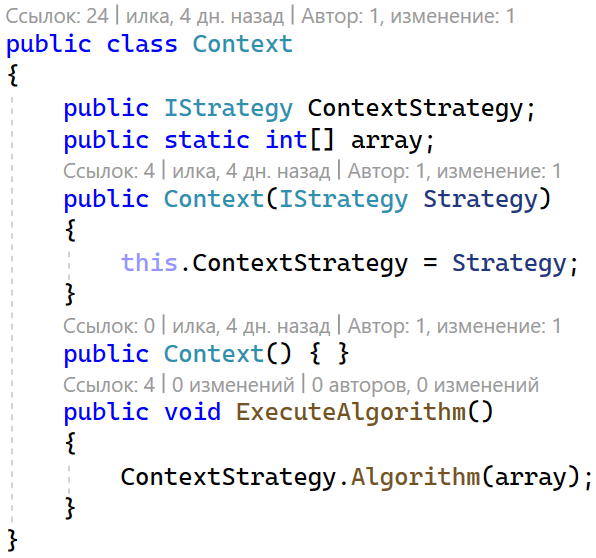 Ссылок: 24 | илка, 4 дн. назад | Автор: 1, изменение: 1
public class Context
{
public IStrategy ContextStrategy;
public static int[] array;
Ссылок: 4 | илка, 4 дн. назад | Автор: 1, изменение: 1
public Context(IStrategy Strategy)
{
this.ContextStrategy = Strategy;
}
Ссылок: 0 | илка, 4 дн. назад | Автор: 1, изменение: 1
public Context() { }
Ссылок: 4 | 0 изменений | 0 авторов, 0 изменений
public void ExecuteAlgorithm()
{
ContextStrategy.Algorithm(array);
}
}